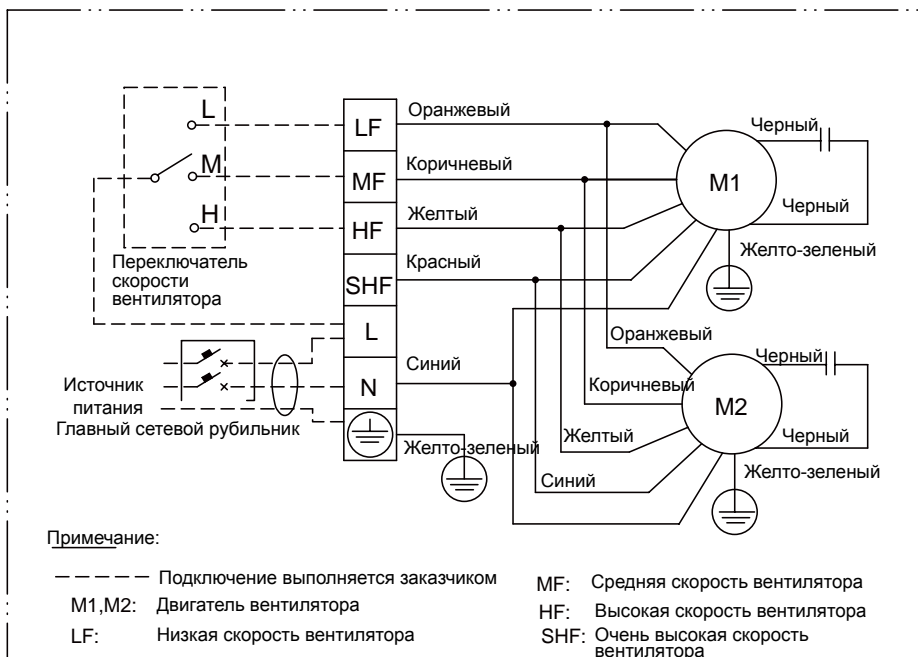 L
M
H
Переключатель
скорости
вентилятора
LF
MF
HF
SHF
L
N
Оранжевый
Коричневый
Желтый
Красный
Синий
Желто-зеленый
Источник
питания
Главный сетевой рубильник
M1
Черный
Черный
Желто-зеленый
Оранжевый
Коричневый
Желтый
Синий
M2
Черный
Черный
Желто-зеленый
Примечание:
Подключение выполняется заказчиком
M1,M2: Двигатель вентилятора
LF: Низкая скорость вентилятора
MF: Средняя скорость вентилятора
HF: Высокая скорость вентилятора
SHF: Очень высокая скорость
вентилятора